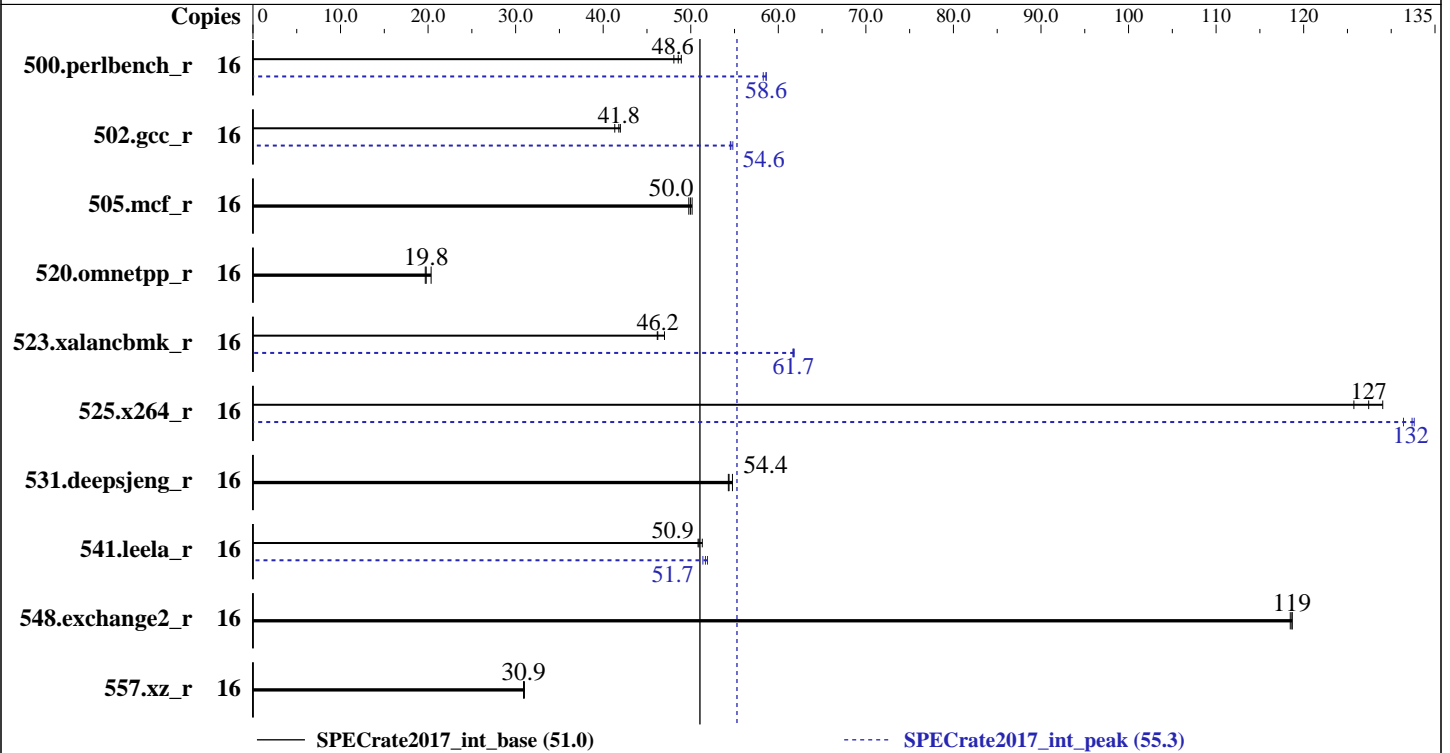 Copies 0 10.0 20.0 30.0 40.0 50.0 60.0 70.0 80.0 90.0 100 110 120 135
500.perlbench_r 16 48.6
58.6
502.gcc_r 16 41.8
54.6
505.mcf_r 16 50.0
520.omnetpp_r 16 19.8
523.xalancbmk_r 16 46.2
61.7
525.x264_r 16 127
132
531.deepsjeng_r 16 54.4
541.leela_r 16 50.9
51.7
548.exchange2_r 16 119
557.xz_r 16 30.9
SPECrate2017_int_base (51.0) SPECrate2017_int_peak (55.3)